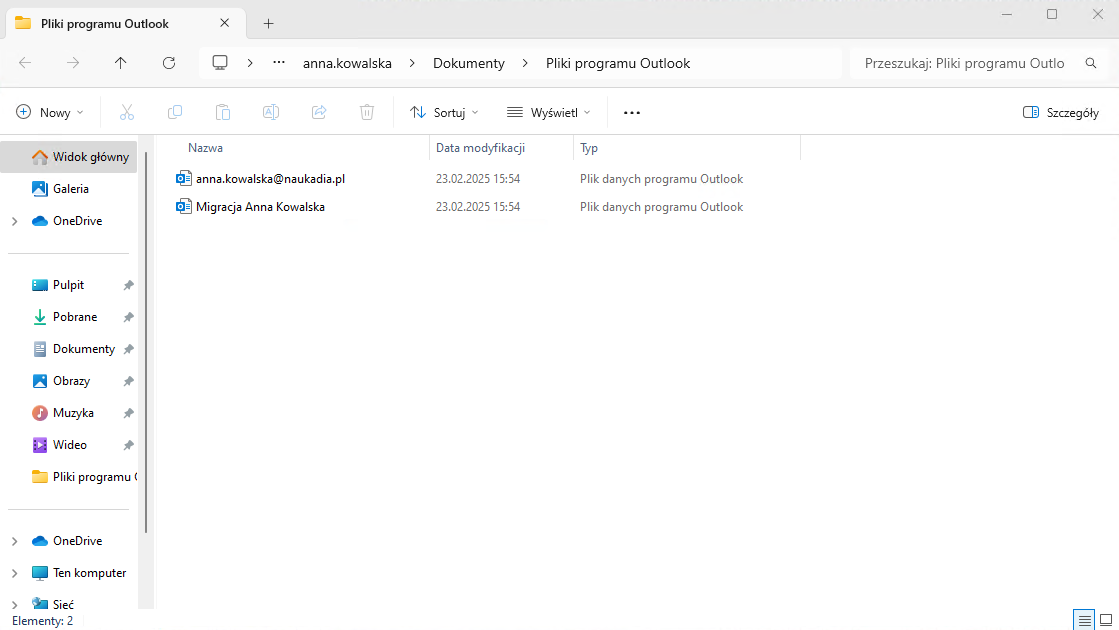 Pliki programu Outlook
anna.kowalska Dokumenty Pliki programu Outlook Przeszukaj: Pliki programu Outlo
Nowy Sortuj Wyświetl Szczegóły
Nazwa Data modyfikacji Typ
anna.kowalska@naukadia.pl 23.02.2025 15:54 Plik danych programu Outlook
Migracja Anna Kowalska 23.02.2025 15:54 Plik danych programu Outlook
Widok główny
Galeria
OneDrive
Pulpit
Pobrane
Dokumenty
Obrazy
Muzyka
Wideo
Pliki programu
OneDrive
Ten komputer
Sieć
Elementy: 2